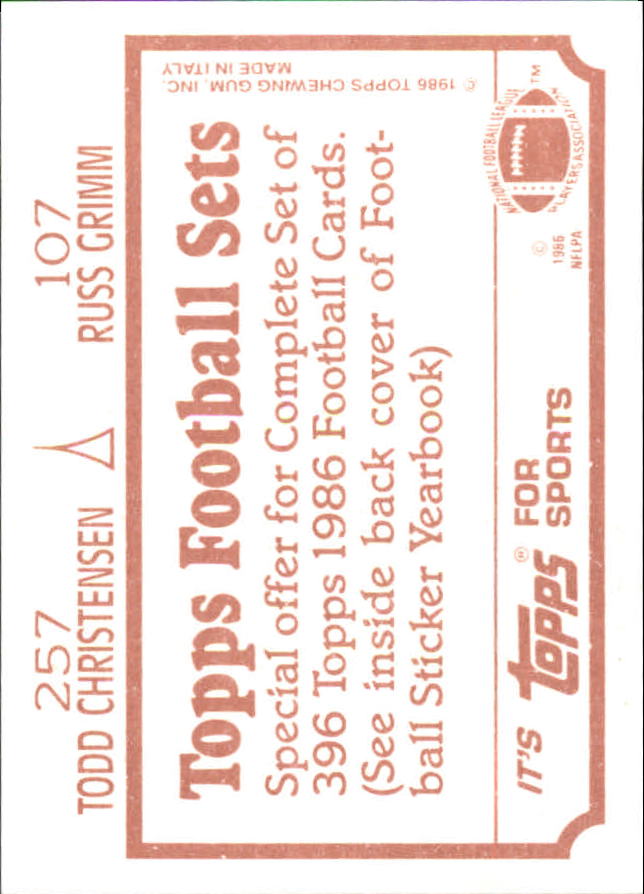 257
TODD CHRISTENSEN
107
RUSS GRIMM
Topps Football Sets
Special offer for Complete Set of
396 Topps 1986 Football Cards.
(See inside back cover of Foot-
ball Sticker Yearbook)
© 1986 TOPPS CHEWING GUM, INC.
MADE IN ITALY
IT'S Topps® FOR
SPORTS
NATIONAL FOOTBALL LEAGUE
PLAYERS ASSOCIATION
TM
©
1986
NFLPA